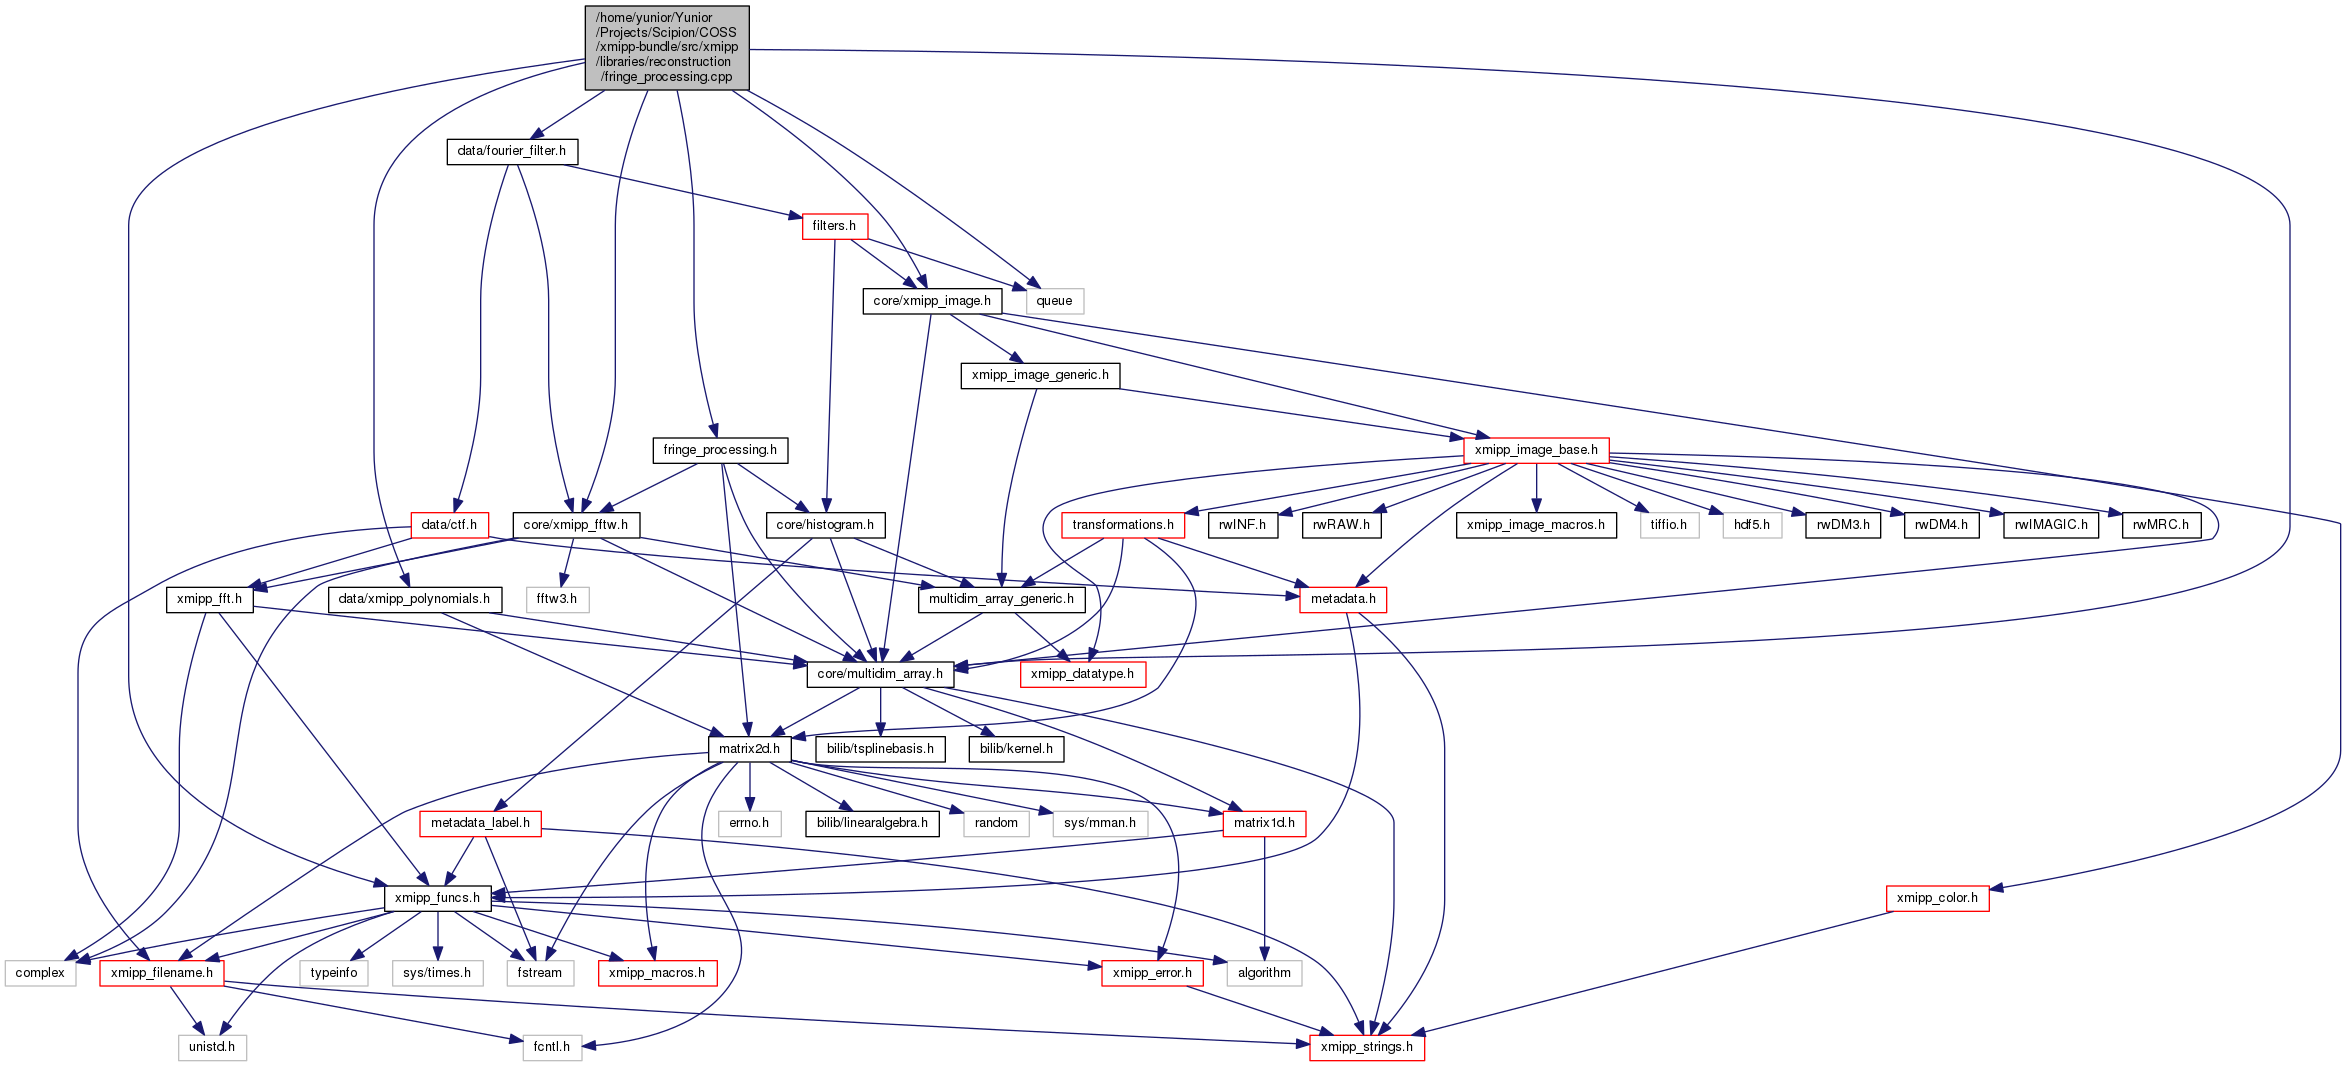 /home/yunior/Yunior
/Projects/Scipion/COSS
/xmipp-bundle/src/xmipp
/libraries/reconstruction
/fringe_processing.cpp
data/fourier_filter.h
filters.h
core/xmipp_image.h
queue
xmipp_image_generic.h
fringe_processing.h
xmipp_image_base.h
data/ctf.h
core/xmipp_fftw.h
core/histogram.h
transformations.h
rwINF.h
rwRAW.h
xmipp_image_macros.h
tiffio.h
hdf5.h
rwDM3.h
rwDM4.h
rwIMAGIC.h
rwMRC.h
xmipp_fft.h
data/xmipp_polynomials.h
fftw3.h
multidim_array_generic.h
metadata.h
core/multidim_array.h
xmipp_datatype.h
matrix2d.h
bilib/tsplinebasis.h
bilib/kernel.h
metadata_label.h
errno.h
bilib/linearalgebra.h
random
sys/mman.h
matrix1d.h
xmipp_funcs.h
xmipp_color.h
complex
xmipp_filename.h
typeinfo
sys/times.h
fstream
xmipp_macros.h
xmipp_error.h
algorithm
unistd.h
fcntl.h
xmipp_strings.h